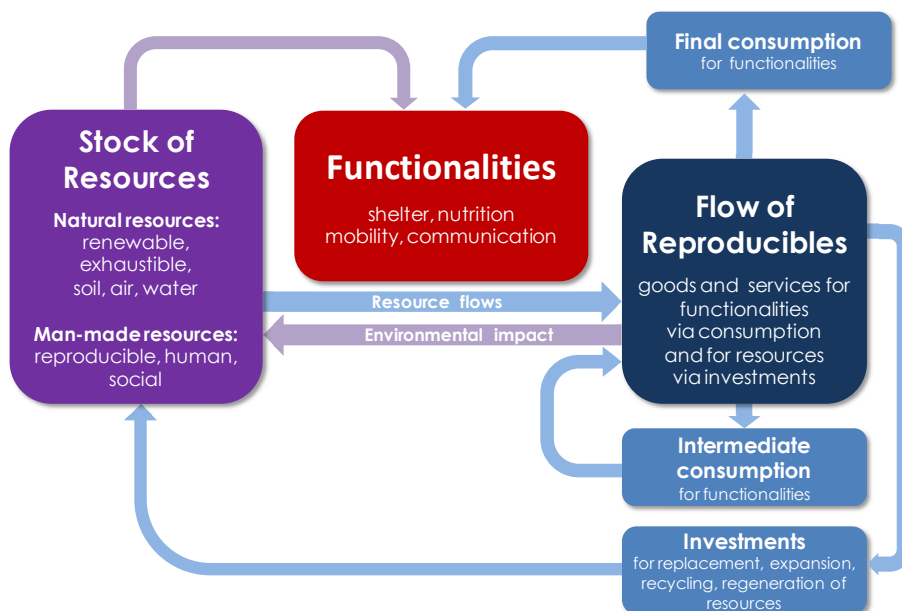 Final consumption
for functionalities
Stock of
Resources
Natural resources:
renewable,
exhaustible,
soil, air, water
Man-made resources:
reproducible, human,
social
Functionalities
shelter, nutrition
mobility, communication
Flow of
Reproducibles
goods and services for
functionalities
via consumption
and for resources
via investments
Resource flows
Environmental impact
Intermediate
consumption
for functionalities
Investments
for replacement, expansion,
recycling, regeneration of
resources